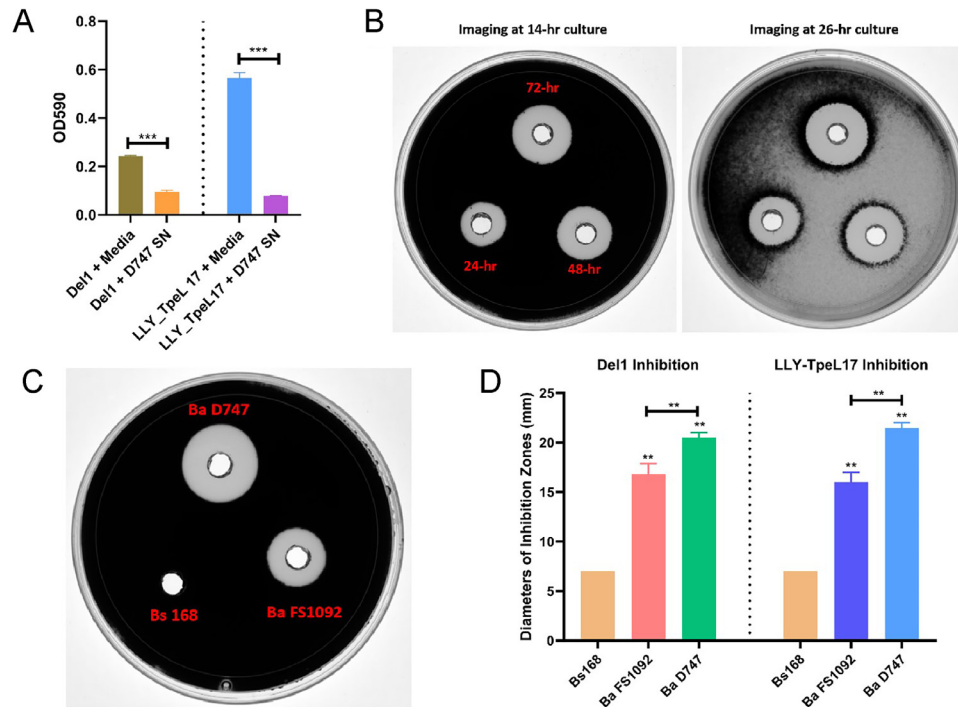 A
0.8
0.6
0.4
0.2
0.0
OD590
***
***
Del1 + Media
Del1 + D747 SN
LLY_TpeL 17 + Media
LLY_TpeL17 + D747 SN
B
Imaging at 14-hr culture
Imaging at 26-hr culture
72-hr
24-hr
48-hr
C
Ba D747
Bs 168
Ba FS1092
D
Del1 Inhibition
LLY-TpeL17 Inhibition
Diameters of Inhibition Zones (mm)
25
20
15
10
5
0
**
**
**
**
**
**
Bs168
Ba FS1092
Ba D747
Bs168
Ba FS1092
Ba D747